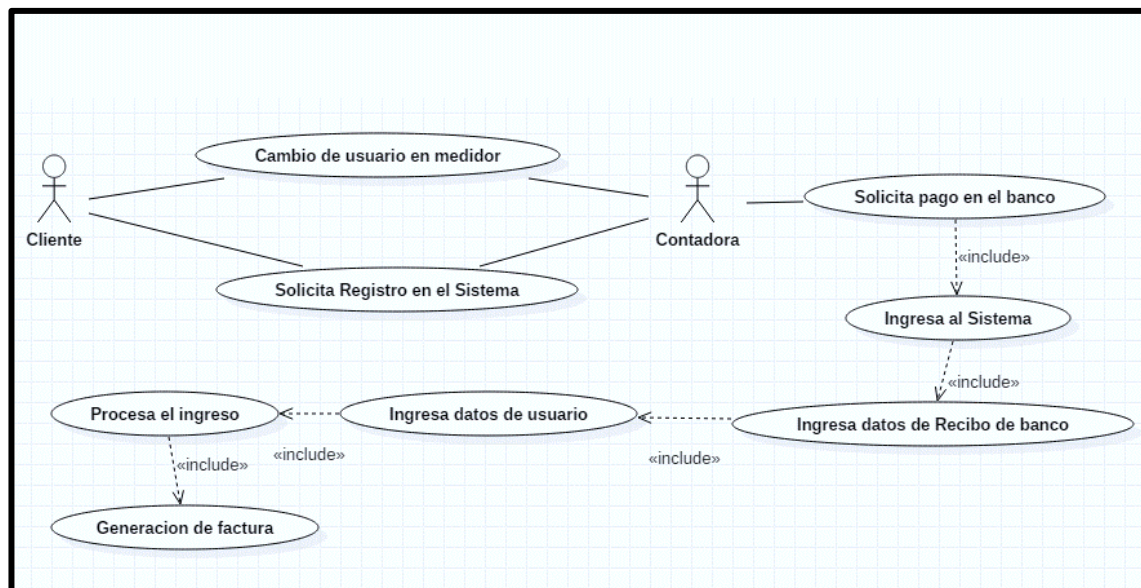 Cambio de usuario en medidor
Solicita pago en el banco
Cliente
Contadora
«include»
Solicita Registro en el Sistema
Ingresa al Sistema
«include»
Procesa el ingreso
Ingresa datos de usuario
Ingresa datos de Recibo de banco
«include»
«include»
«include»
Generacion de factura